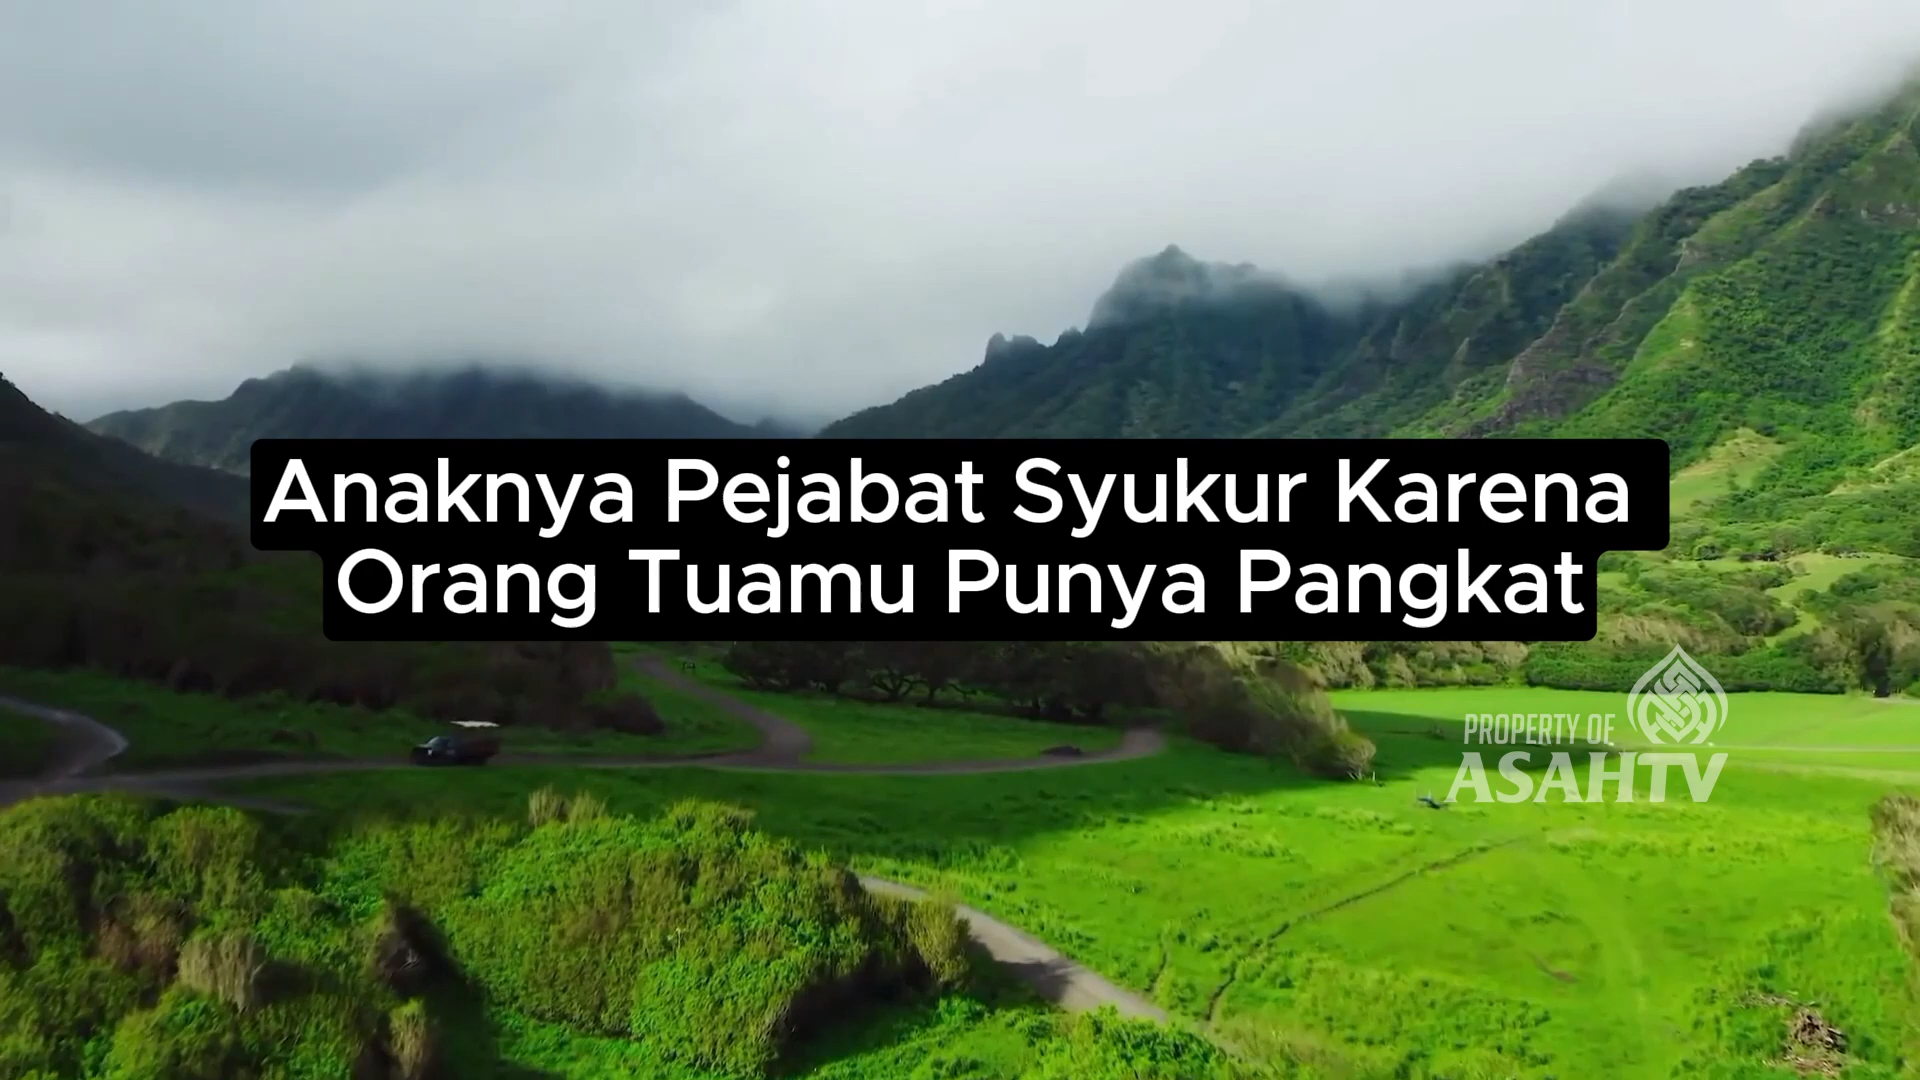 Anaknya Pejabat Syukur Karena
Orang Tuamu Punya Pangkat
PROPERTY OF
ASAHTV